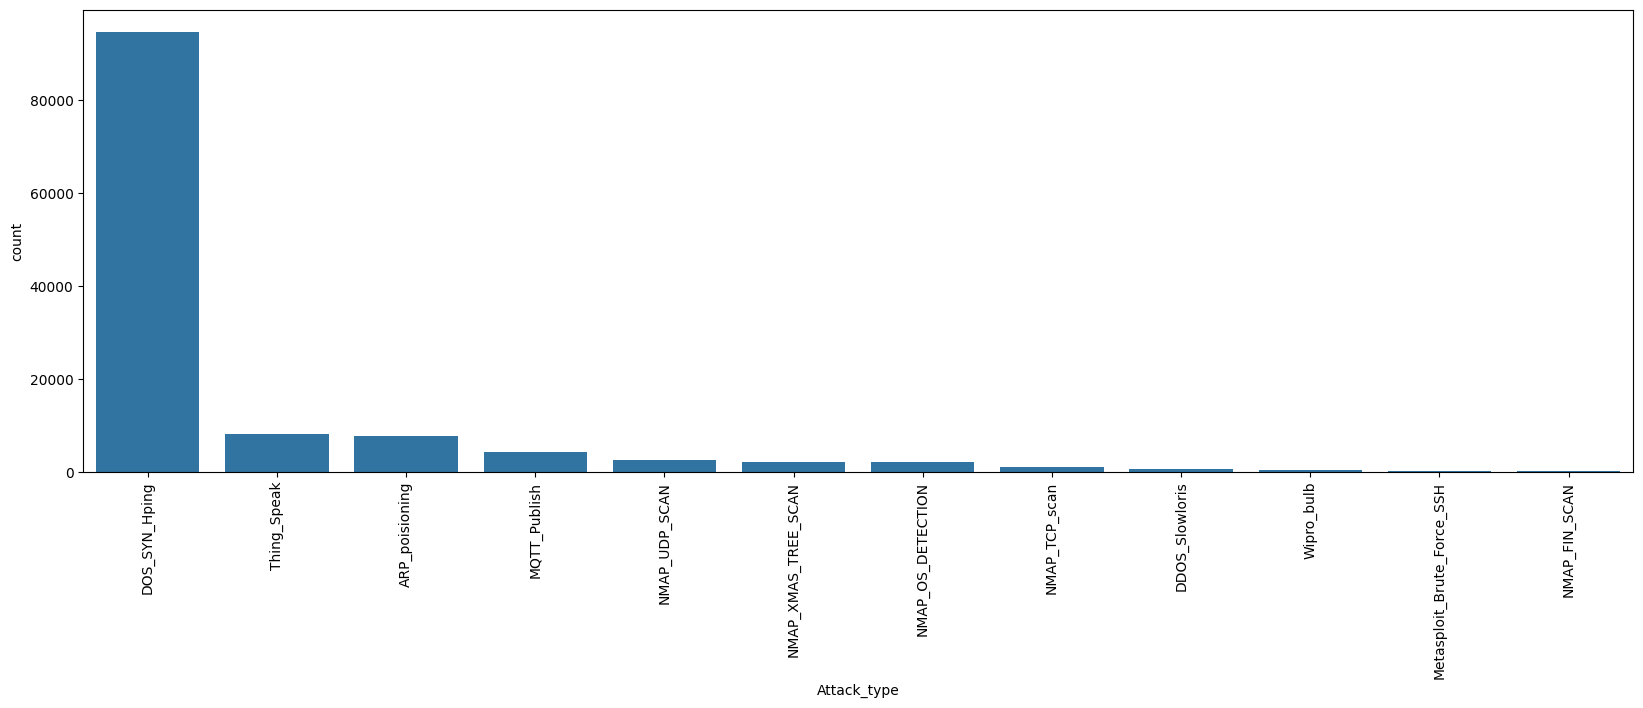 80000
60000
40000
20000
0
count
DOS_SYN_Hping
Thing_Speak
ARP_poisioning
MQTT_Publish
NMAP_UDP_SCAN
NMAP_XMAS_TREE_SCAN
NMAP_OS_DETECTION
NMAP_TCP_scan
DDOS_Slowloris
Wipro_bulb
Metasploit_Brute_Force_SSH
NMAP_FIN_SCAN
Attack_type